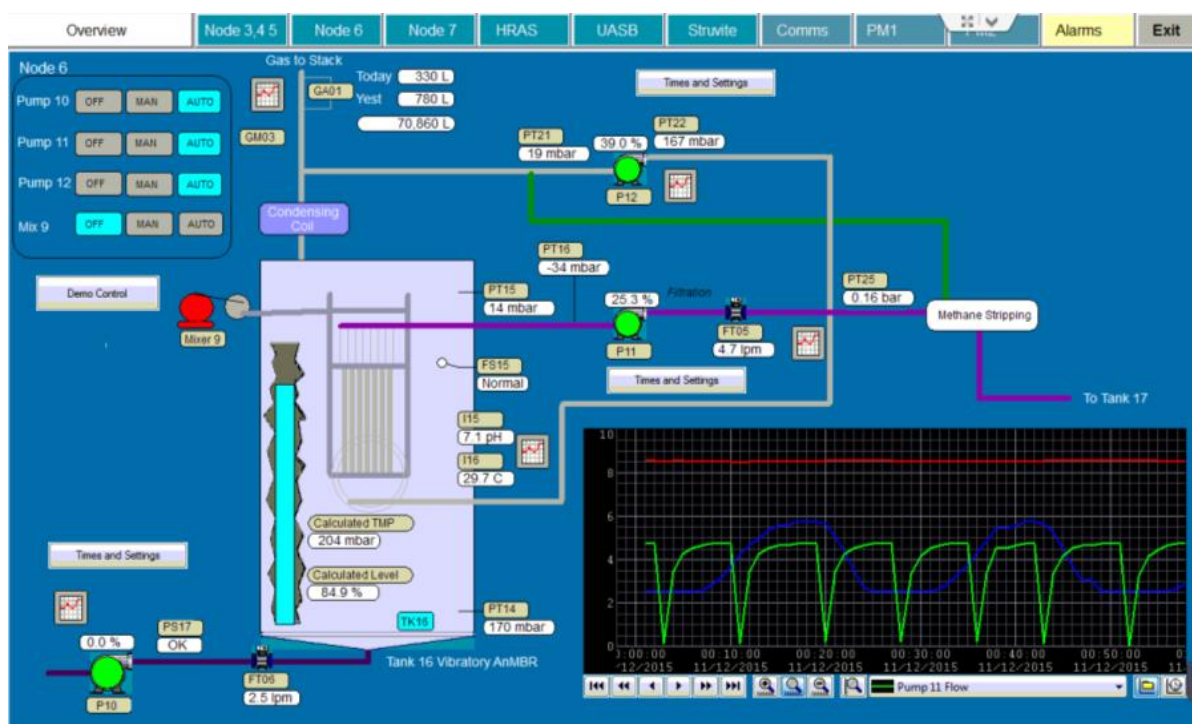 Overview Node 3,4 5 Node 6 Node 7 HRAS UASB Struvite Comms PM1 Alarms Exit
Node 6
Pump 10 OFF MAN AUTO
Pump 11 OFF MAN AUTO
Pump 12 OFF MAN AUTO
Mix 9 OFF MAN AUTO
Gas to Stack
GA01
GM03
Today 330 L
Yest 780 L
70,860 L
Times and Settings
PT21
19 mbar
39.0 %
PT22
167 mbar
P12
Condensing
Coil
Demo Control
Mixer 9
PT15
14 mbar
PT16
-34 mbar
25.3 %
P11
Filtration
FT05
4.7 lpm
PT25
0.16 bar
Methane Stripping
FS15
Normal
Times and Settings
To Tank 17
I15
7.1 pH
I16
29.7 C
Calculated TMP
204 mbar
Calculated Level
84.9 %
TK16
PT14
170 mbar
Times and Settings
0.0 %
PS17
OK
P10
FT06
2.5 lpm
Tank 16 Vibratory AnMBR
10
8
6
4
2
0
0:00:00 00:10:00 00:20:00 00:30:00 00:40:00 00:50:00 0:
/12/2015 11/12/2015 11/12/2015 11/12/2015 11/12/2015 11/12/2015 11
Pump 11 Flow